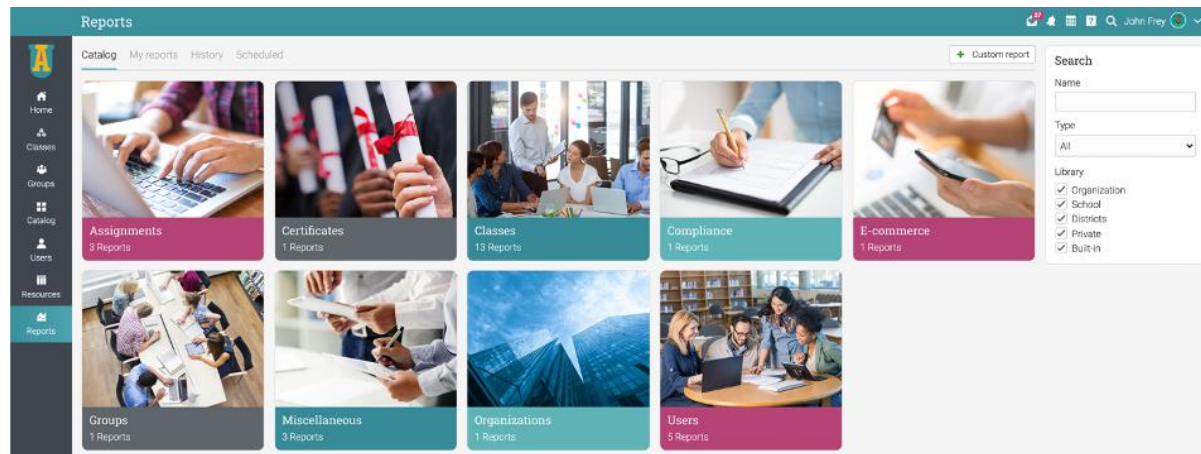 Reports
27
John Frey
A
Home
Classes
Groups
Catalog
Users
Resources
Reports
Catalog My reports History Scheduled
+ Custom report
Assignments
3 Reports
Certificates
1 Reports
Classes
13 Reports
Compliance
1 Reports
E-commerce
1 Reports
Groups
1 Reports
Miscellaneous
3 Reports
Organizations
1 Reports
Users
5 Reports
Search
Name
Type
All
Library
Organization
School
Districts
Private
Built-in